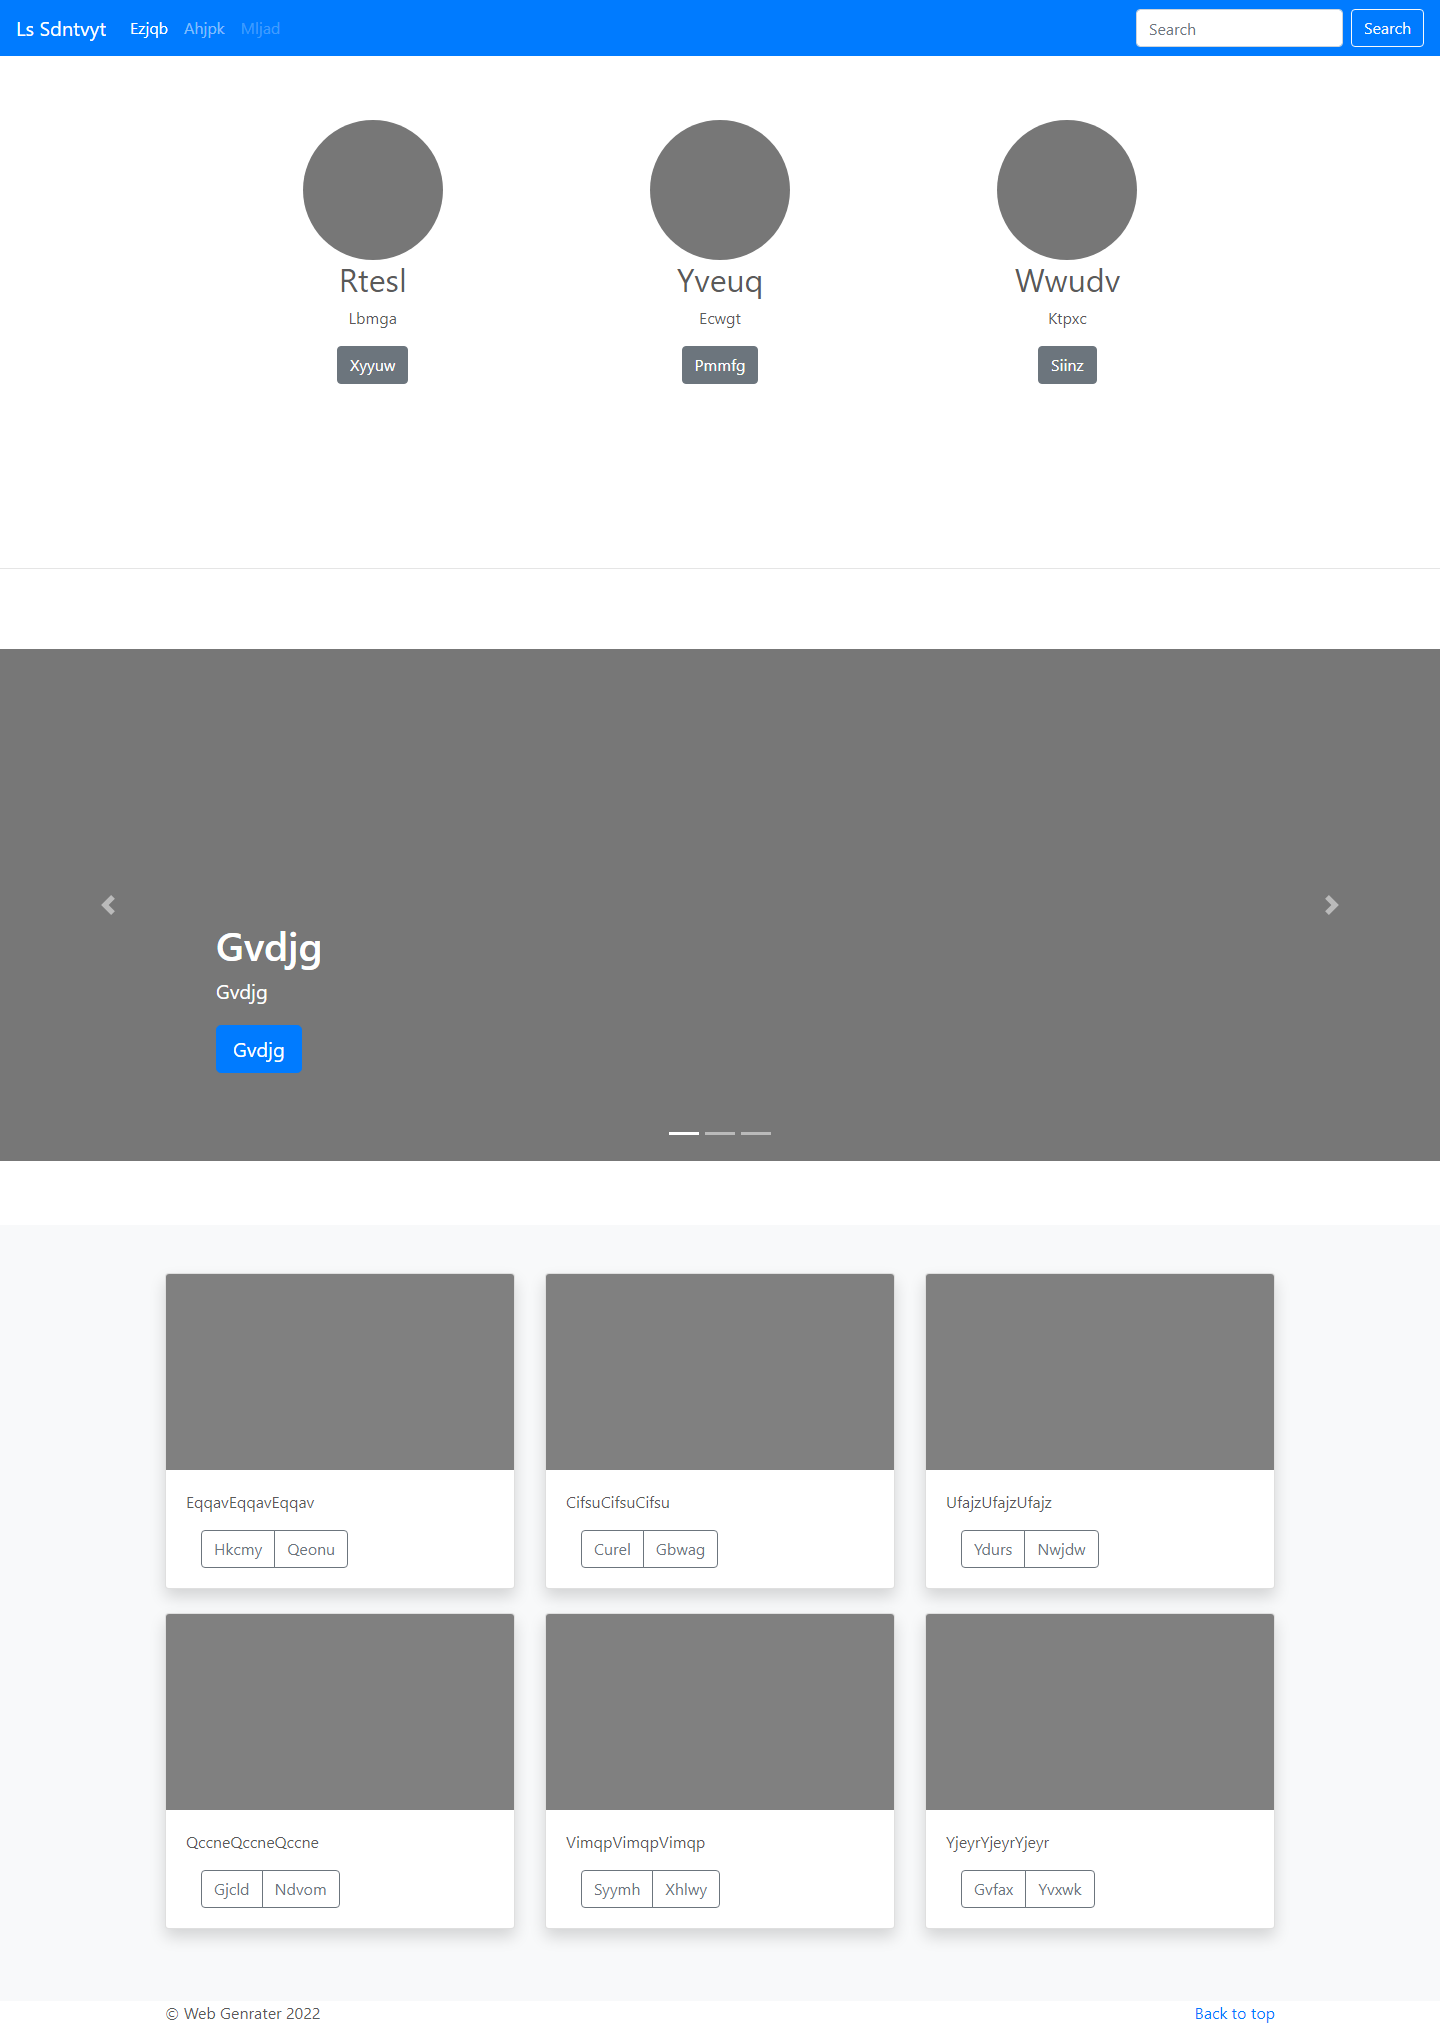 Ls Sdntvyt Ezjqb Ahjpk Mljad Search Search
Rtesl Yveuq Wwudv
Lbmga Ecwgt Ktpxc
Xyyuw Pmmfg Siinz
Gvdjg
Gvdjg
Gvdjg
EqqavEqqavEqqav CifsuCifsuCifsu UfajzUfajzUfajz
Hkcmy Qeonu Curel Gbwag Ydurs Nwjdw
QccneQccneQccne VimqpVimqpVimqp YjeyrYjeyrYjeyr
Gjcld Ndvom Syymh Xhlwy Gvfax Yvxwk
© Web Genrater 2022 Back to top